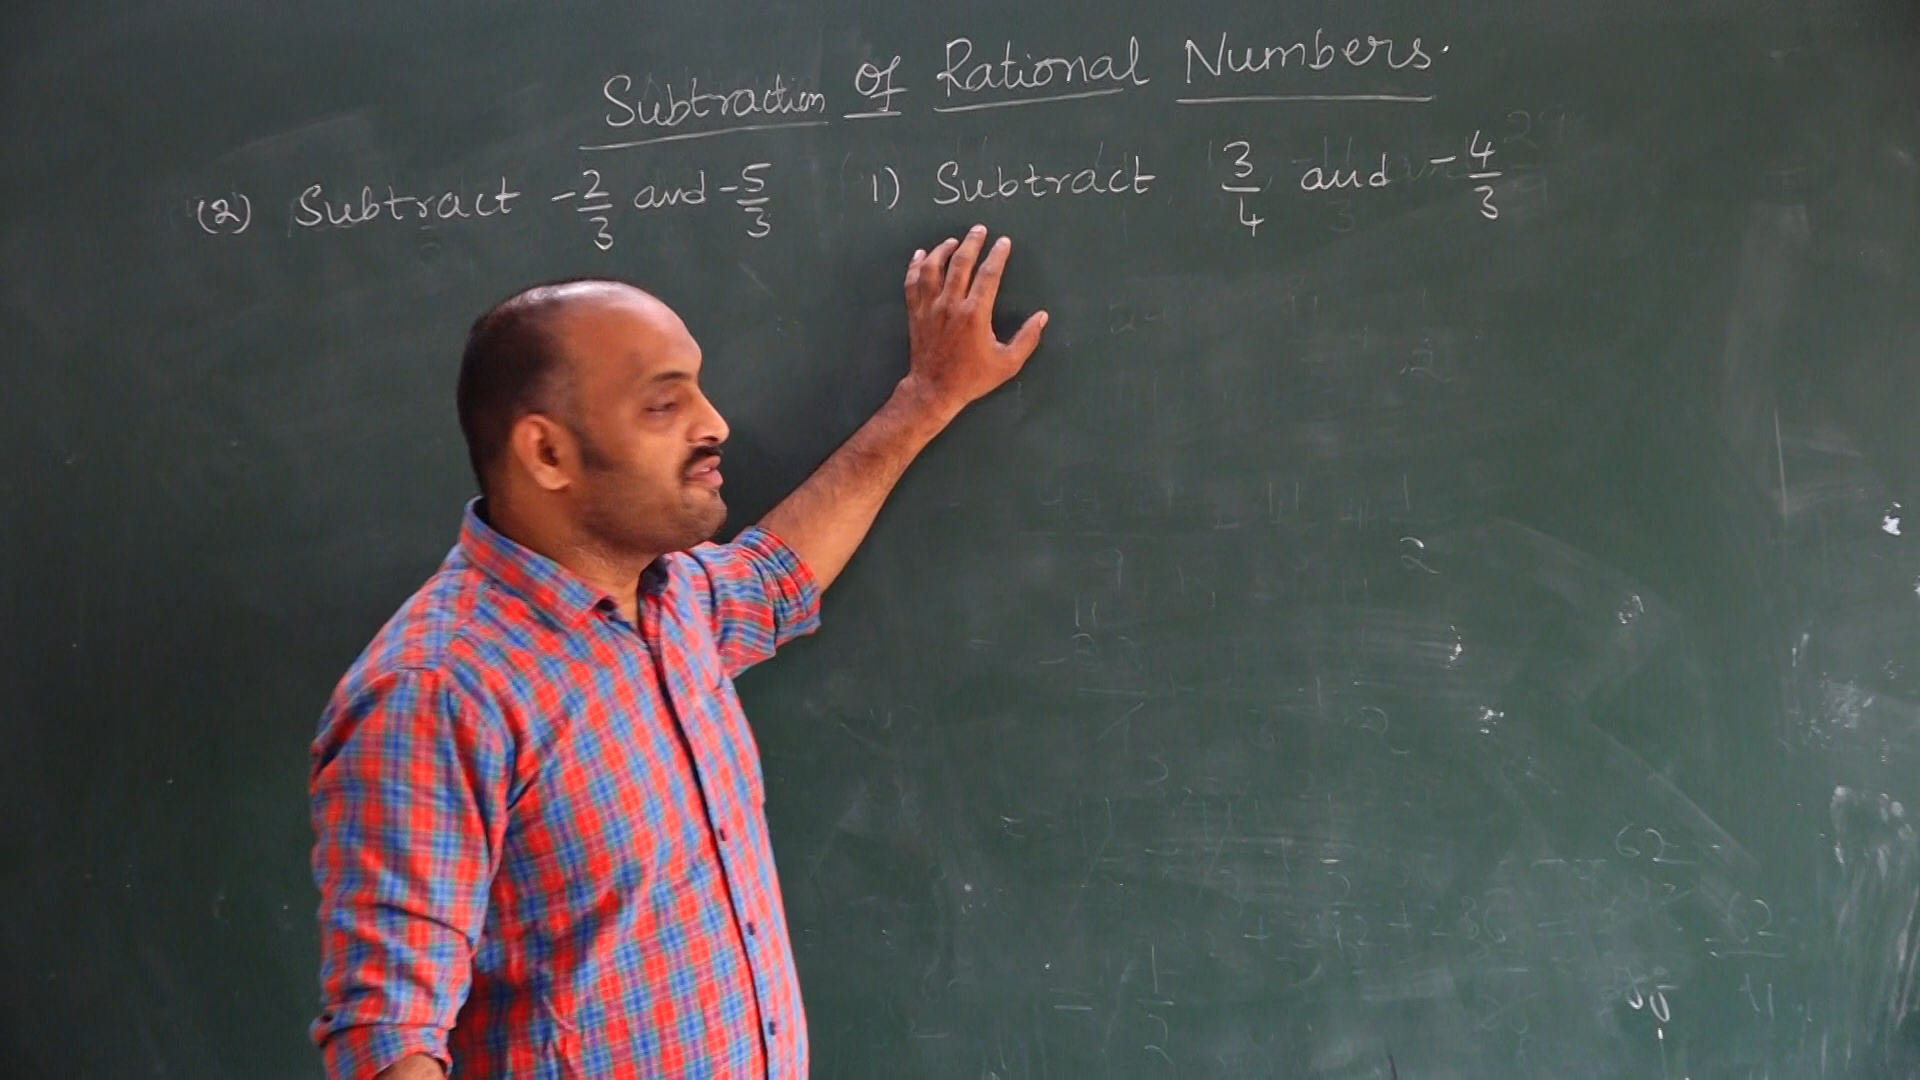 Subtraction of Rational Numbers.
(2) Subtract -2/3 and -5/3
1) Subtract 3/4 and -4/3